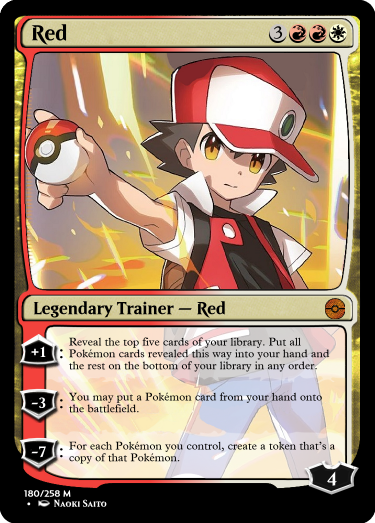 Red 3
Legendary Trainer — Red
+1: Reveal the top five cards of your library. Put all
Pokémon cards revealed this way into your hand and
the rest on the bottom of your library in any order.
-3: You may put a Pokémon card from your hand onto
the battlefield.
-7: For each Pokémon you control, create a token that's a
copy of that Pokémon.
4
180/258 M
• Naoki Saito